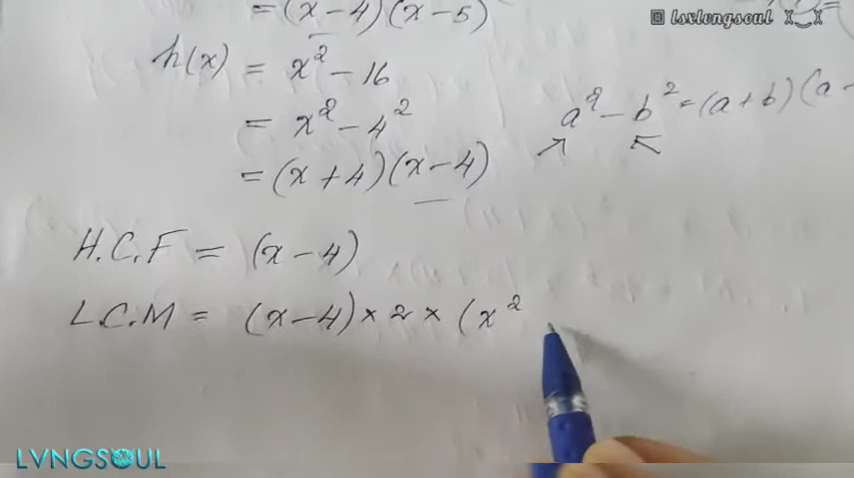 = (x-4)(x-5)
lsxlvngsoul
h(x) = x² - 16
a² - b² = (a+b)(a-
= x² - 4²
= (x+4)(x-4)
H.C.F = (x-4)
L.C.M = (x-4) × 2 × (x²
LVNGSOUL